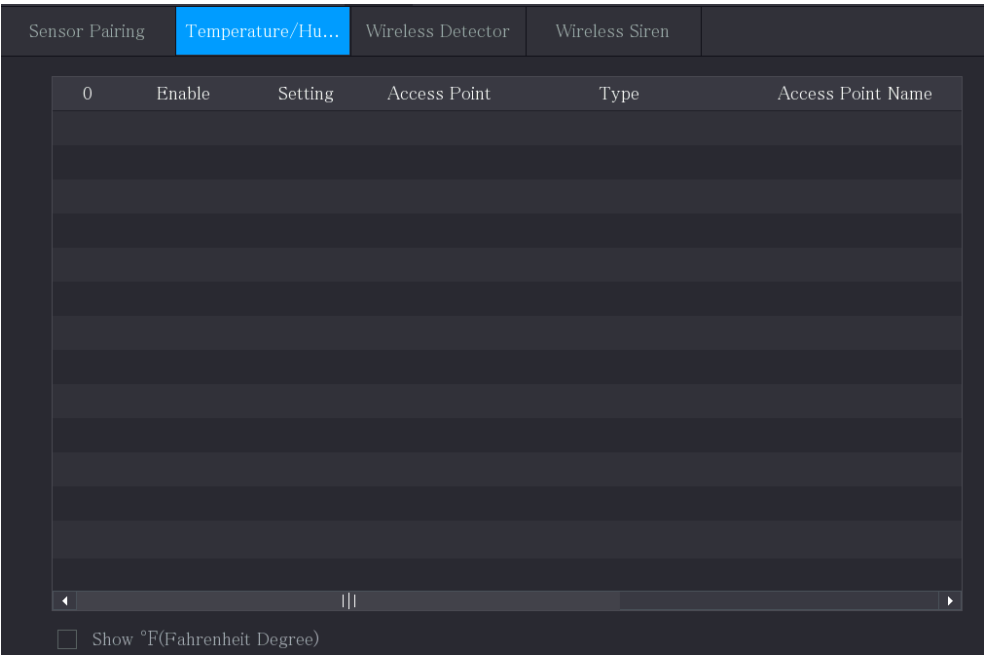 Sensor Pairing Temperature/Hu... Wireless Detector Wireless Siren
0 Enable Setting Access Point Type Access Point Name
Show °F(Fahrenheit Degree)